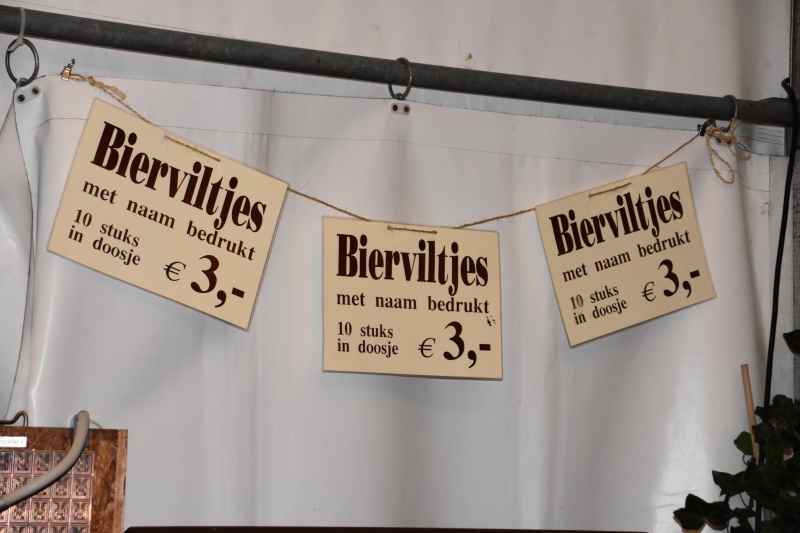 Bierviltjes
met naam bedrukt
10 stuks
in doosje € 3,-
Bierviltjes
met naam bedrukt
10 stuks
in doosje € 3,-
Bierviltjes
met naam bedrukt
10 stuks
in doosje € 3,-